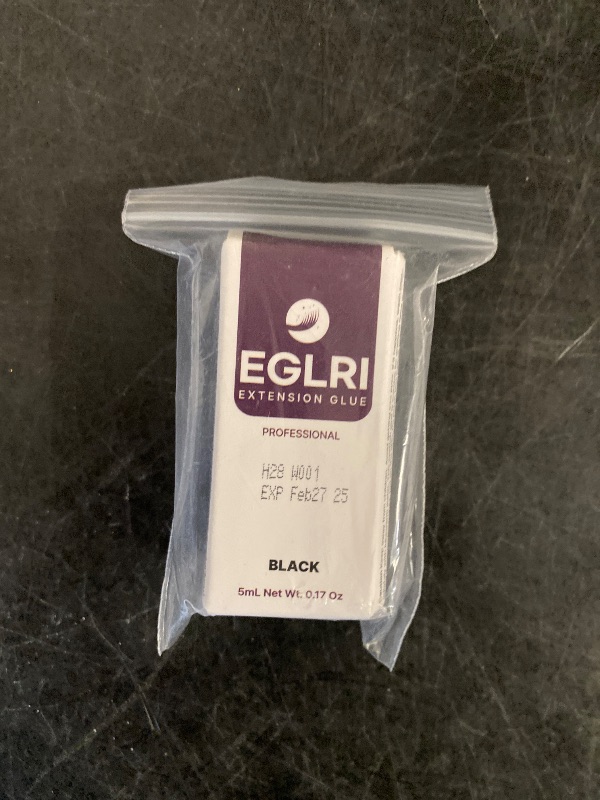 EGLRI
EXTENSION GLUE
PROFESSIONAL
H28 W001
EXP Feb27 25
BLACK
5mL Net Wt. 0.17 Oz